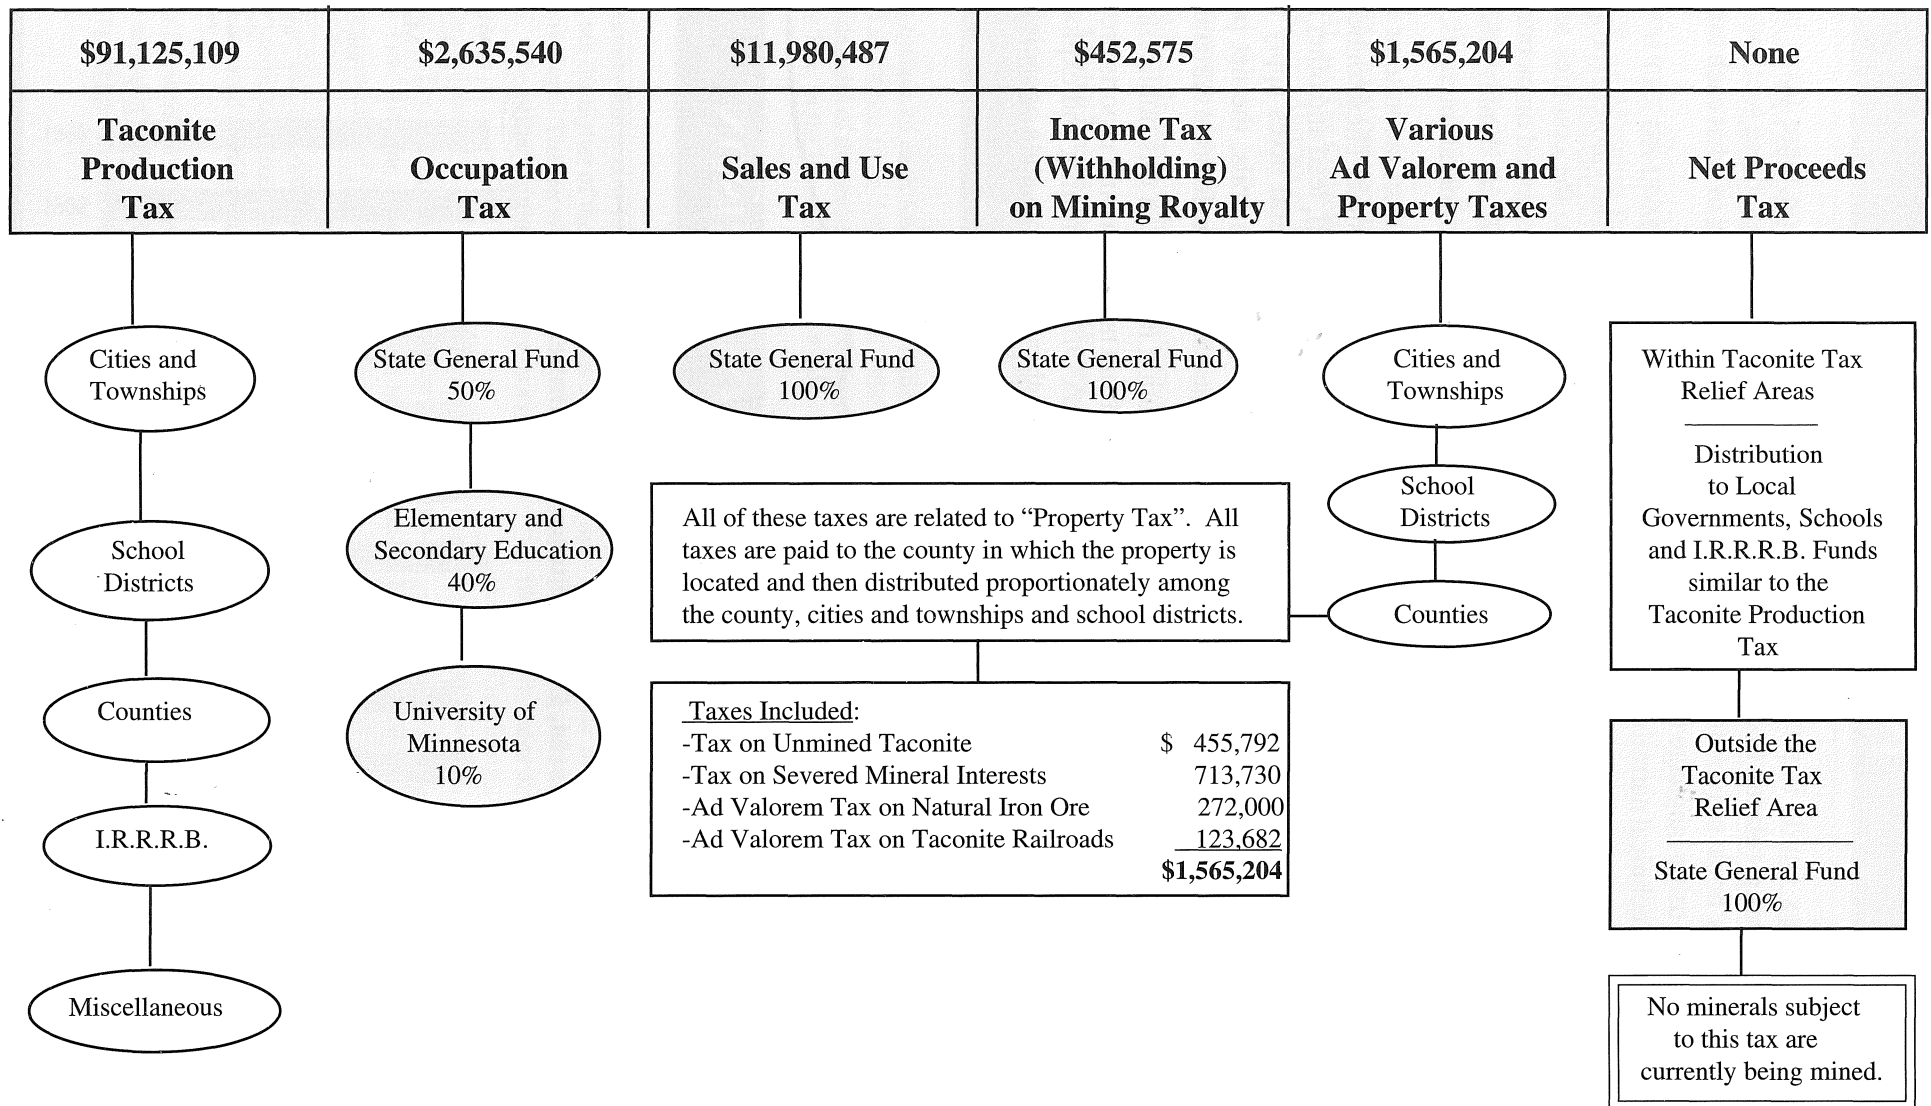 $91,125,109
$2,635,540
$11,980,487
$452,575
$1,565,204
None
Taconite
Production
Tax
Occupation
Tax
Sales and Use
Tax
Income Tax
(Withholding)
on Mining Royalty
Various
Ad Valorem and
Property Taxes
Net Proceeds
Tax
Cities and
Townships
School
Districts
Counties
I.R.R.R.B.
Miscellaneous
State General Fund
50%
Elementary and
Secondary Education
40%
University of
Minnesota
10%
State General Fund
100%
State General Fund
100%
All of these taxes are related to “Property Tax”. All
taxes are paid to the county in which the property is
located and then distributed proportionately among
the county, cities and townships and school districts.
Taxes Included:
-Tax on Unmined Taconite $ 455,792
-Tax on Severed Mineral Interests 713,730
-Ad Valorem Tax on Natural Iron Ore 272,000
-Ad Valorem Tax on Taconite Railroads 123,682
$1,565,204
Cities and
Townships
School
Districts
Counties
Within Taconite Tax
Relief Areas
Distribution
to Local
Governments, Schools
and I.R.R.R.B. Funds
similar to the
Taconite Production
Tax
Outside the
Taconite Tax
Relief Area
State General Fund
100%
No minerals subject
to this tax are
currently being mined.